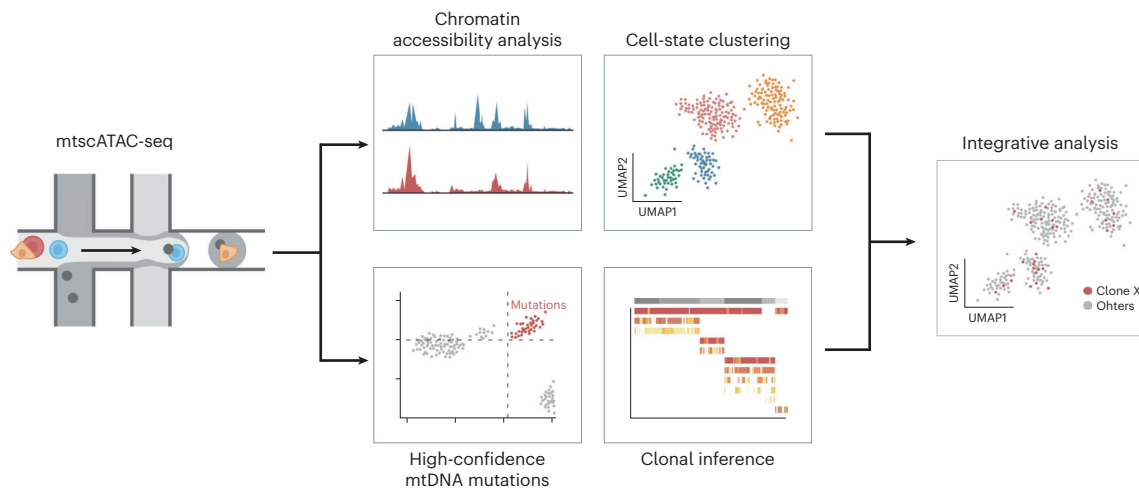 mtscATAC-seq
Chromatin
accessibility analysis
Cell-state clustering
UMAP2
UMAP1
Mutations
High-confidence
mtDNA mutations
Clonal inference
Integrative analysis
UMAP2
UMAP1
Clone X
Ohters